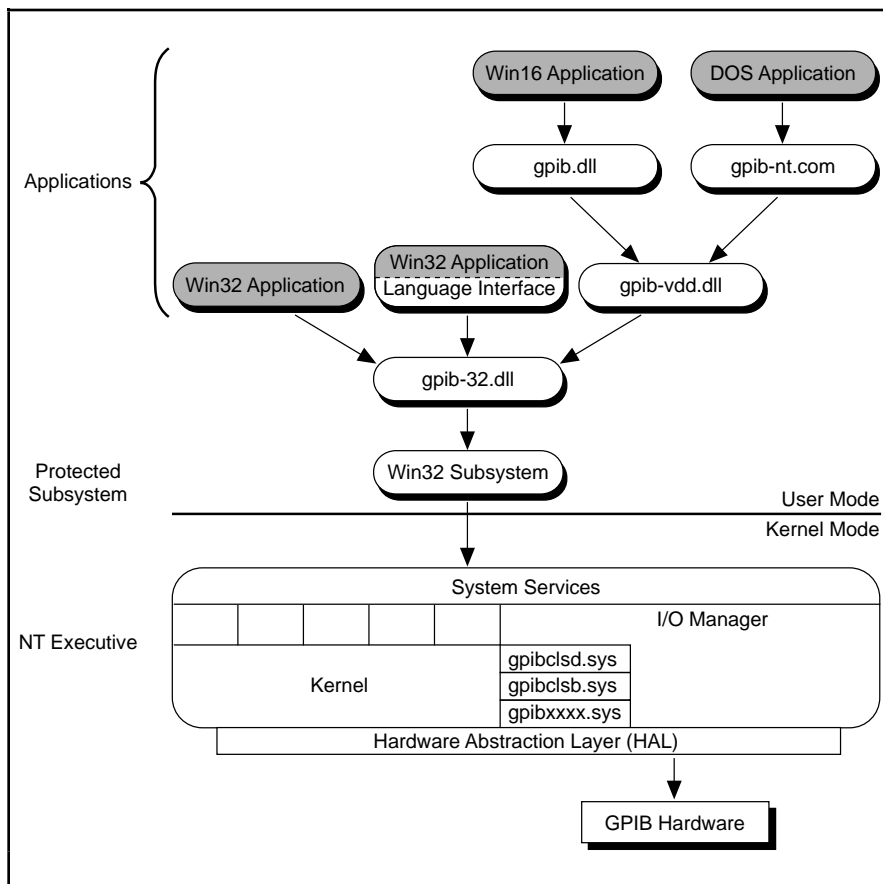 Win16 Application
DOS Application
gpib.dll
gpib-nt.com
Applications
Win32 Application
Win32 Application
Language Interface
gpib-vdd.dll
gpib-32.dll
Protected
Subsystem
Win32 Subsystem
User Mode
Kernel Mode
System Services
I/O Manager
NT Executive
gpibclsd.sys
Kernel
gpibclsb.sys
gpibxxxx.sys
Hardware Abstraction Layer (HAL)
GPIB Hardware